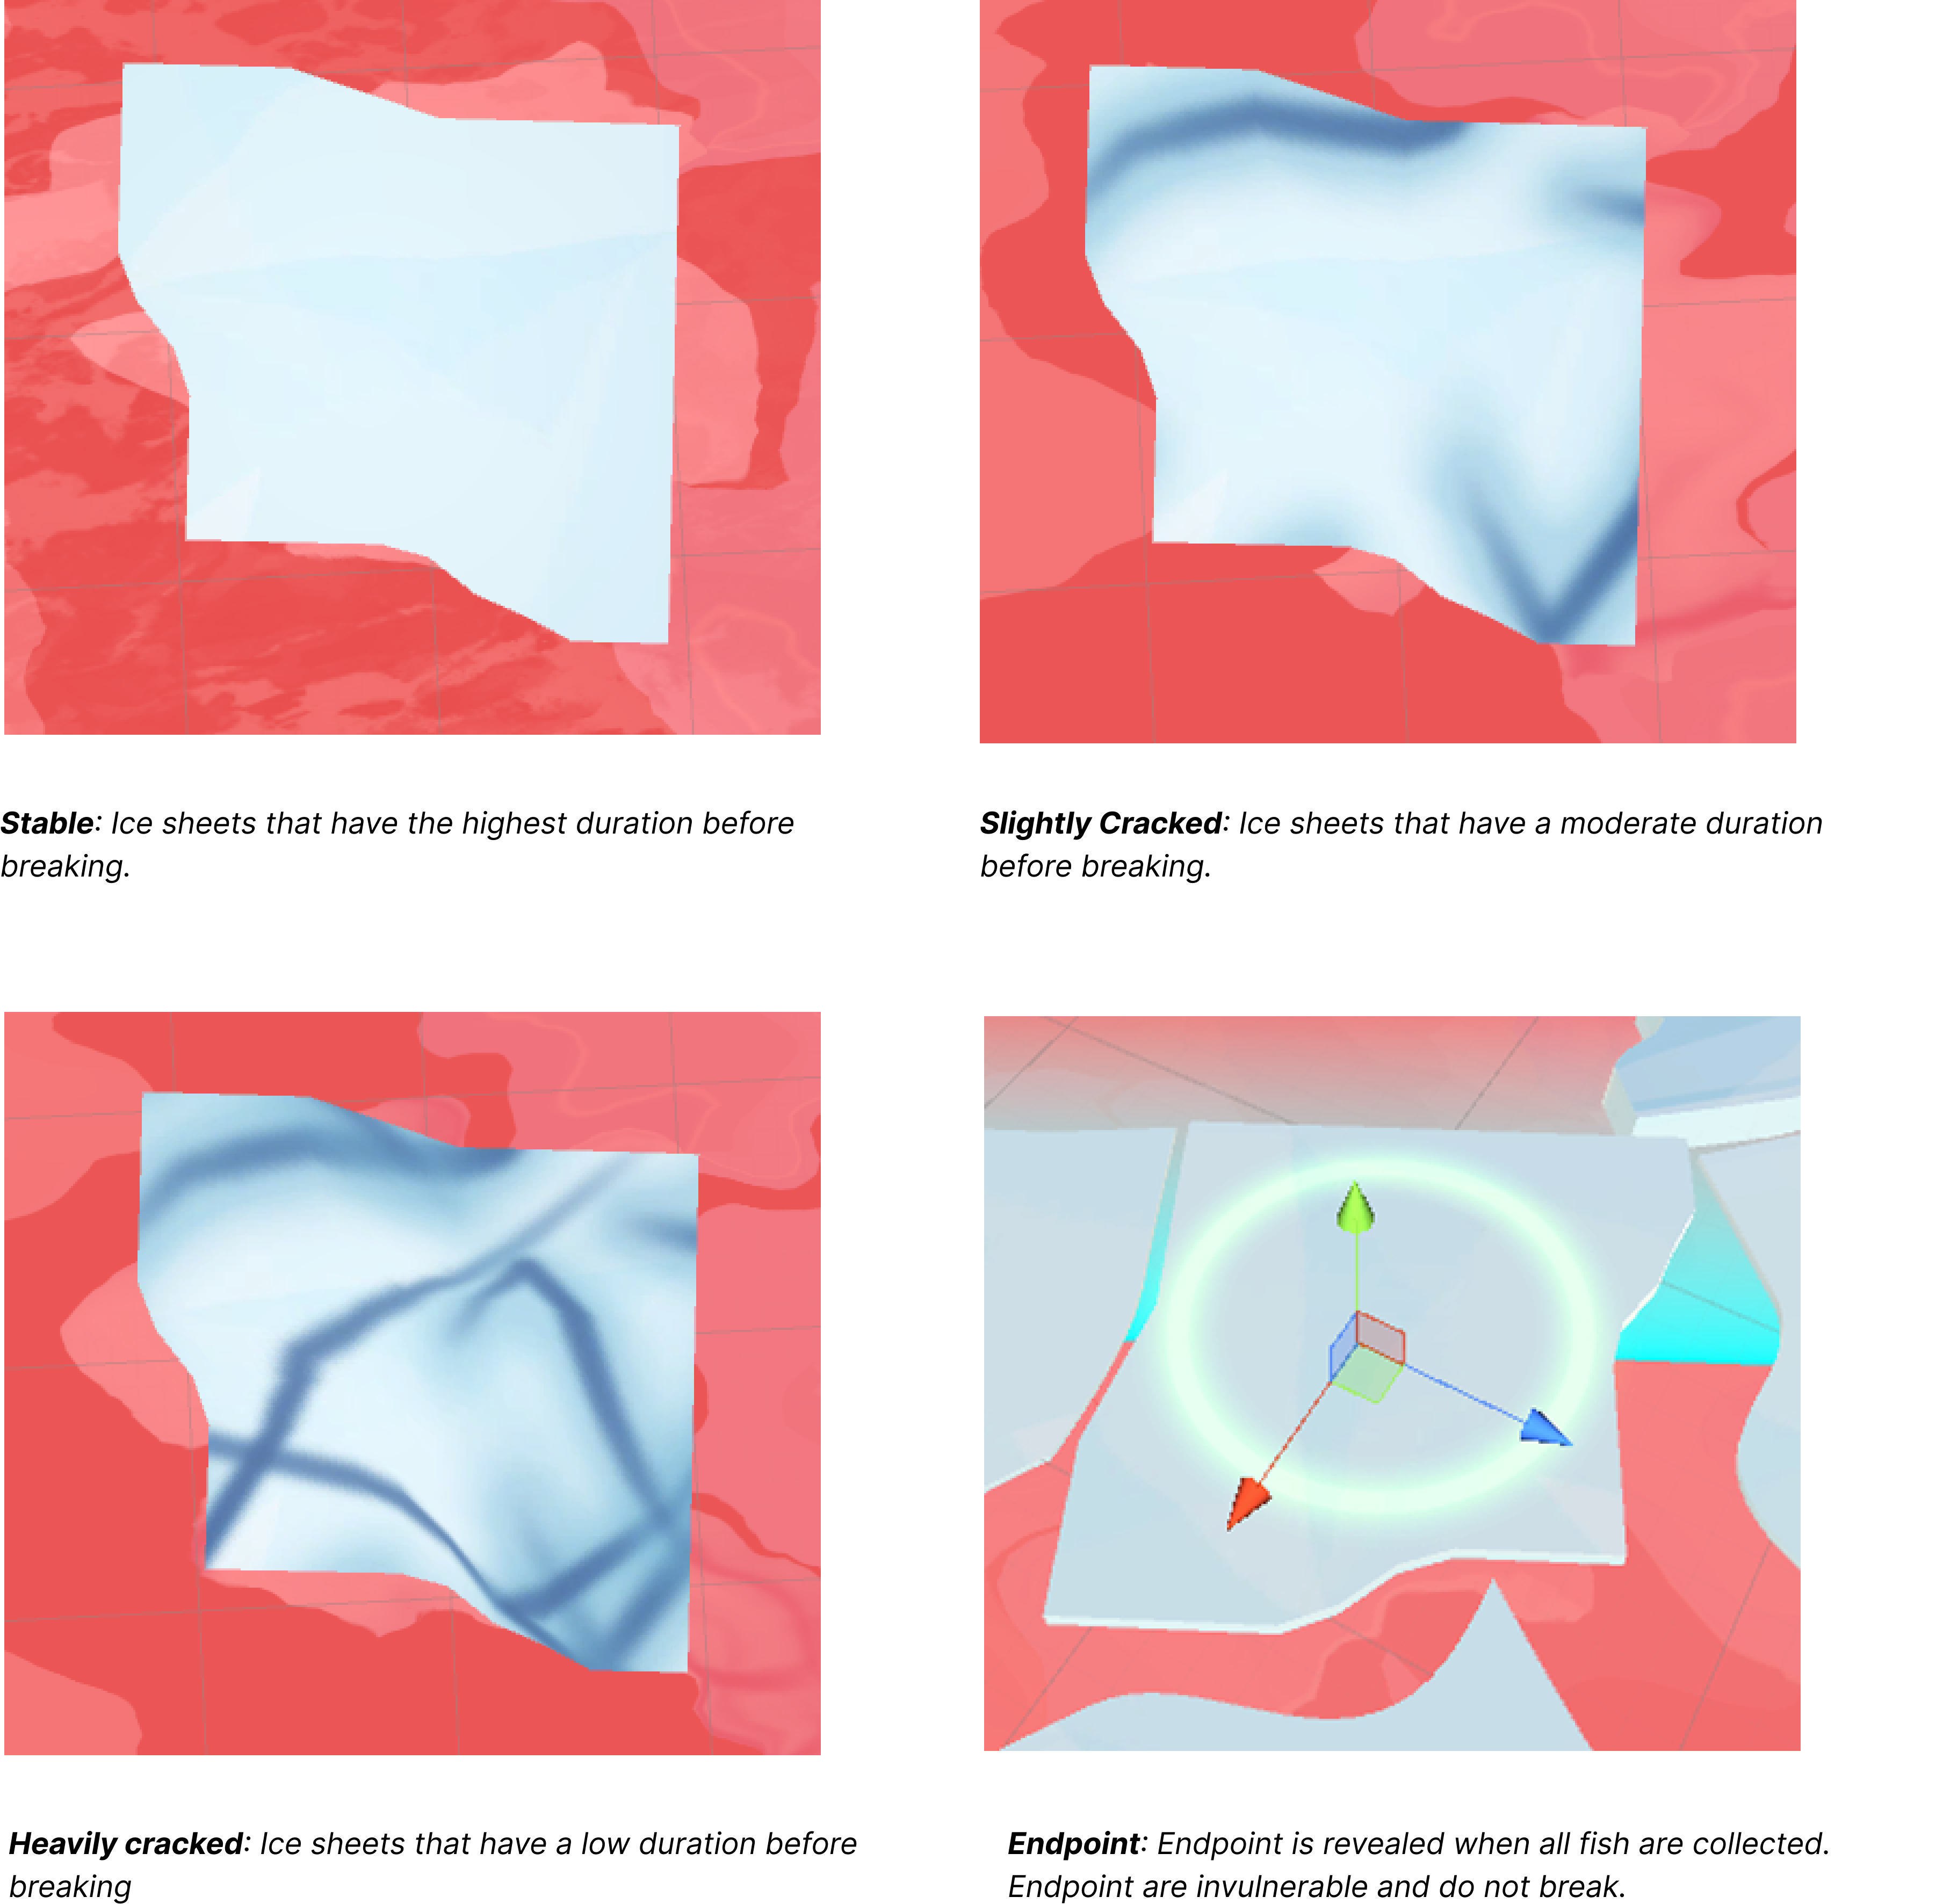 Stable: Ice sheets that have the highest duration before
breaking.
Slightly Cracked: Ice sheets that have a moderate duration
before breaking.
Heavily cracked: Ice sheets that have a low duration before
breaking
Endpoint: Endpoint is revealed when all fish are collected.
Endpoint are invulnerable and do not break.